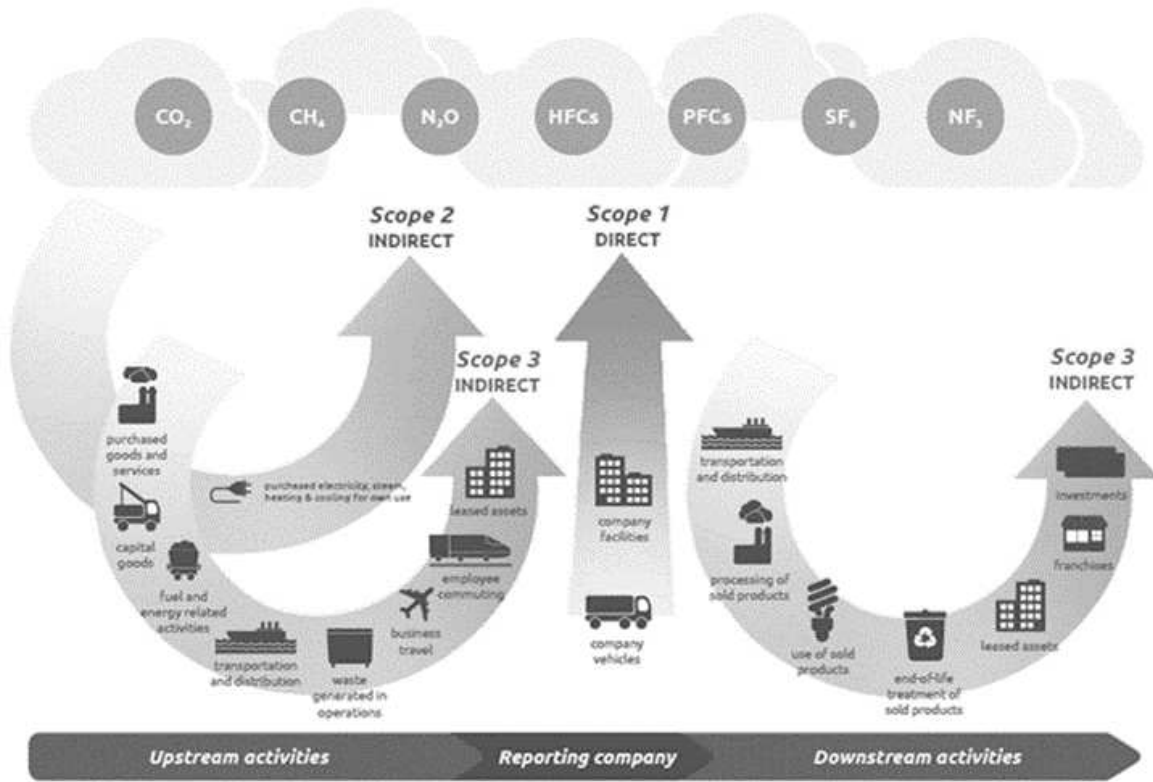 CO₂
CH₄
N₂O
HFCs
PFCs
SF₆
NF₃
Scope 2
INDIRECT
Scope 1
DIRECT
Scope 3
INDIRECT
Scope 3
INDIRECT
purchased
goods and
services
capital
goods
fuel and
energy related
activities
purchased electricity, steam,
heating & cooling for own use
transportation
and distribution
waste
generated in
operations
business
travel
employee
commuting
leased assets
company
facilities
company
vehicles
transportation
and distribution
processing of
sold products
use of sold
products
end-of-life
treatment of
sold products
leased assets
franchises
investments
Upstream activities
Reporting company
Downstream activities